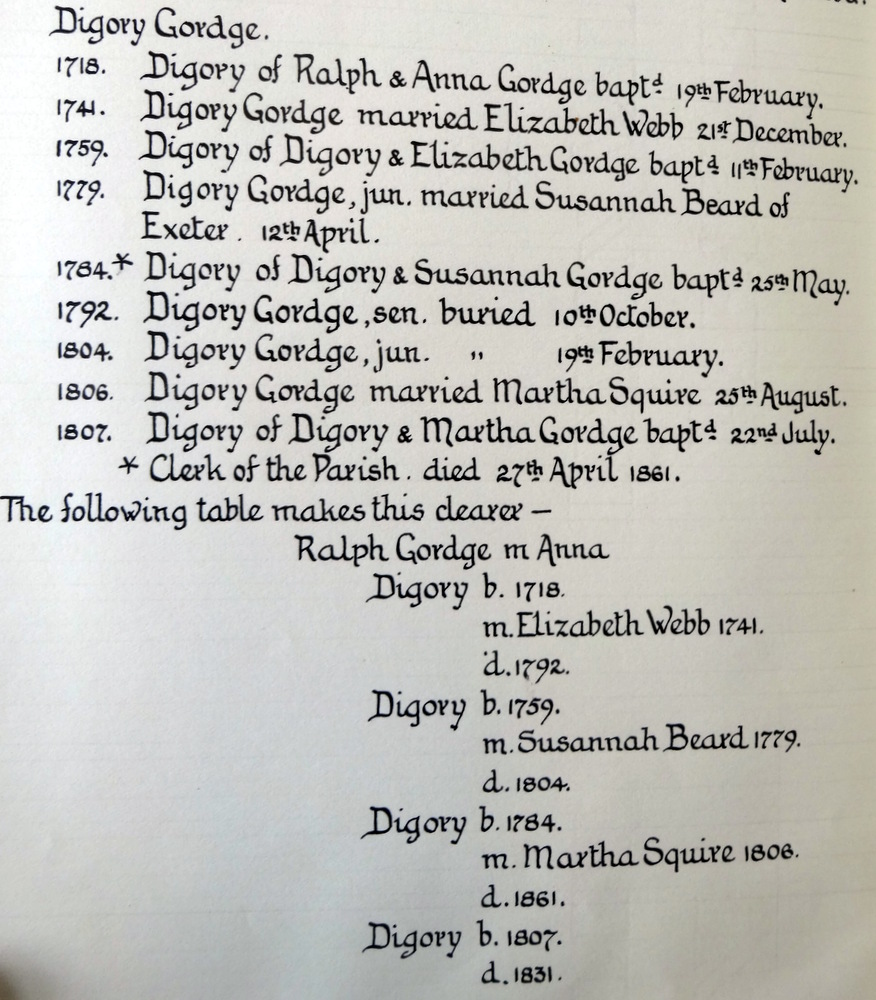 Digory Gordge.
1718. Digory of Ralph & Anna Gordge baptd 19th February.
1741. Digory Gordge married Elizabeth Webb 21st December.
1759. Digory of Digory & Elizabeth Gordge baptd 11th February.
1779. Digory Gordge, jun. married Susannah Beard of
Exeter. 12th April.
1784.* Digory of Digory & Susannah Gordge baptd 25th May.
1792. Digory Gordge, sen. buried 10th October.
1804. Digory Gordge, jun. " 19th February.
1806. Digory Gordge married Martha Squire 25th August.
1807. Digory of Digory & Martha Gordge baptd 22nd July.
* Clerk of the Parish. died 27th April 1861.
The following table makes this clearer —
Ralph Gordge m Anna
Digory b. 1718.
m. Elizabeth Webb 1741.
d. 1792.
Digory b. 1759.
m. Susannah Beard 1779.
d. 1804.
Digory b. 1784.
m. Martha Squire 1806.
d. 1861.
Digory b. 1807.
d. 1831.